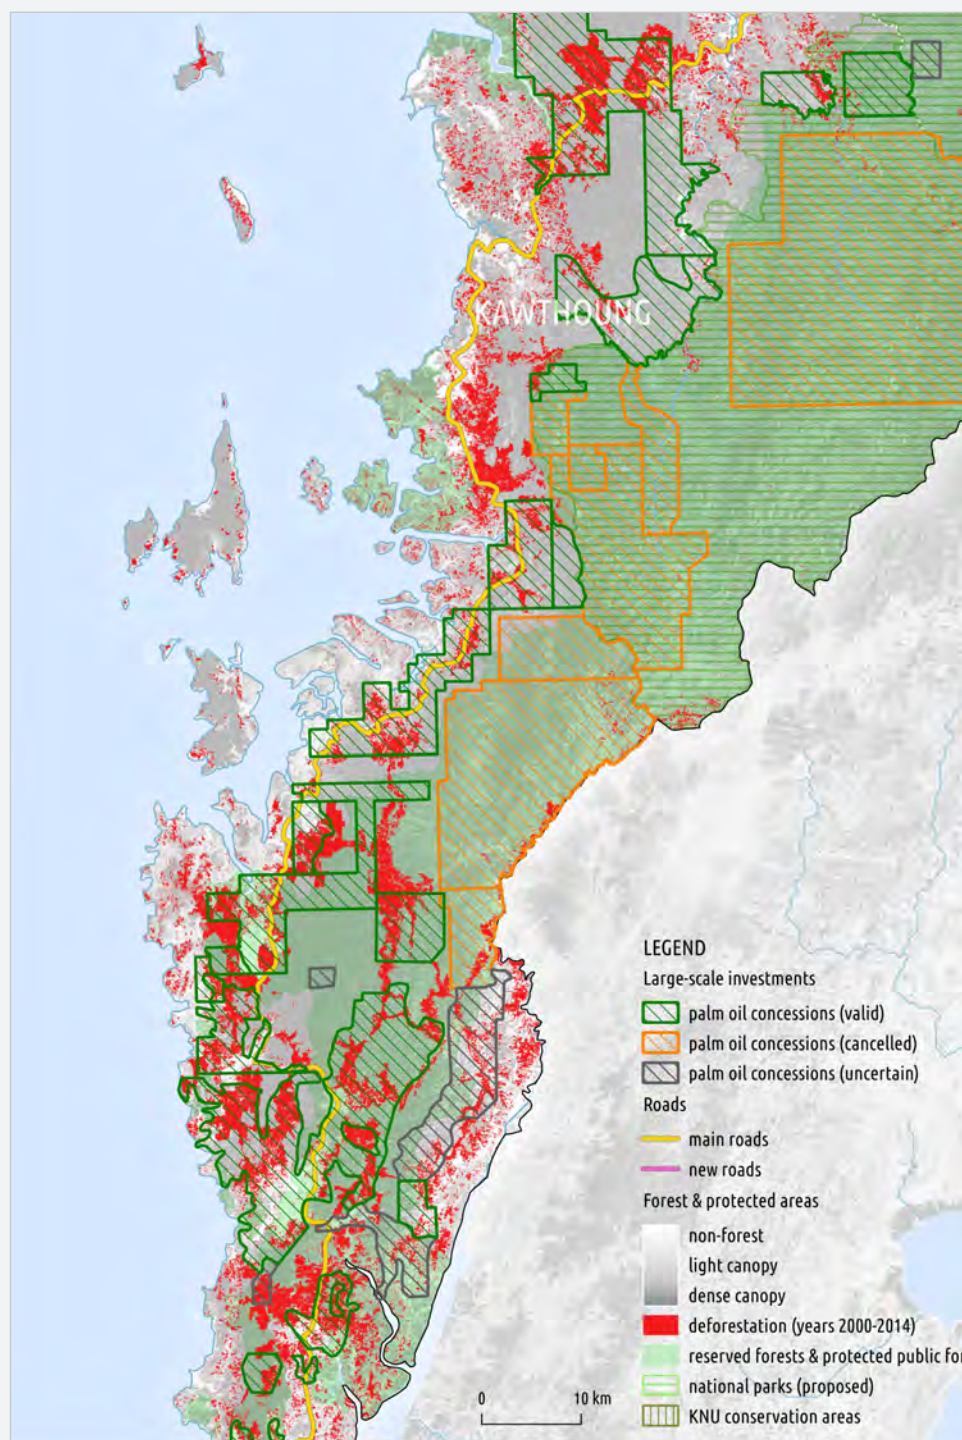 KAWTHOUNG
LEGEND
Large-scale investments
palm oil concessions (valid)
palm oil concessions (cancelled)
palm oil concessions (uncertain)
Roads
main roads
new roads
Forest & protected areas
non-forest
light canopy
dense canopy
deforestation (years 2000-2014)
reserved forests & protected public fo
national parks (proposed)
KNU conservation areas
0 10 km